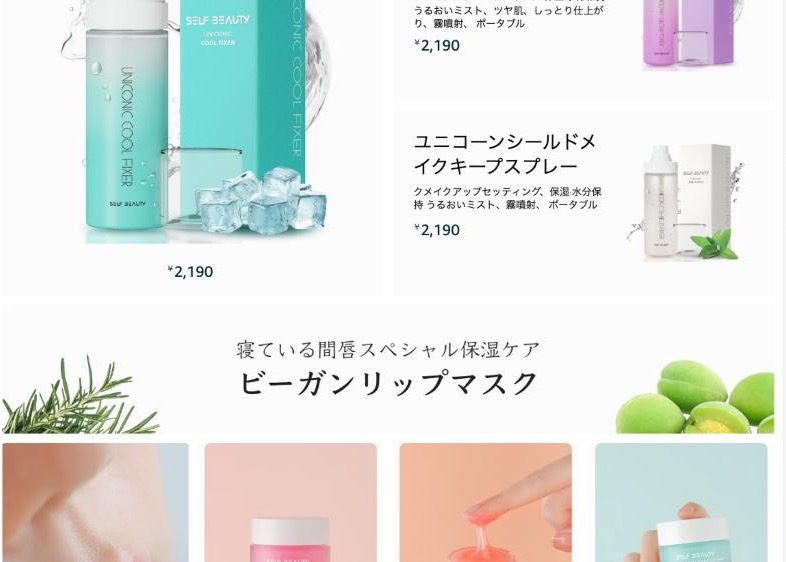 SELF BEAUTY
UNICONIC
COOL FIXER
UNICONIC COOL FIXER
SELF BEAUTY
¥2,190
うるおいミスト、ツヤ肌、しっとり仕上が
り、霧噴射、 ポータブル
¥2,190
ユニコーンシールドメ
イクキープスプレー
クメイクアップセッティング、保湿·水分保
持 うるおいミスト、霧噴射、 ポータブル
¥2,190
SELF BEAUTY
寝ている間唇スペシャル保湿ケア
ビーガンリップマスク
SELF BEAUTY
SELF BEAUTY